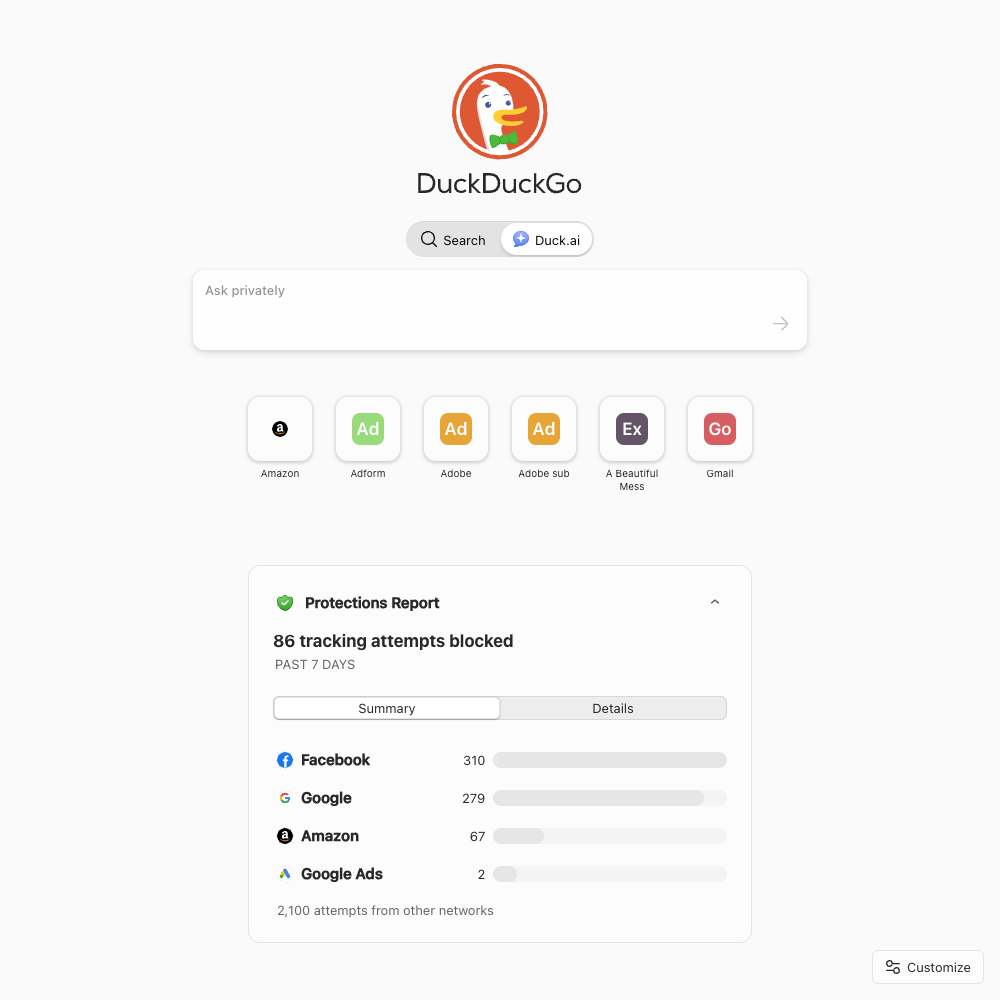 DuckDuckGo
Search
Duck.ai
Ask privately
a
Ad
Ad
Ad
Ex
Go
Amazon
Adform
Adobe
Adobe sub
A Beautiful
Mess
Gmail
Protections Report
86 tracking attempts blocked
PAST 7 DAYS
Summary
Details
Facebook 310
Google 279
Amazon 67
Google Ads 2
2,100 attempts from other networks
Customize